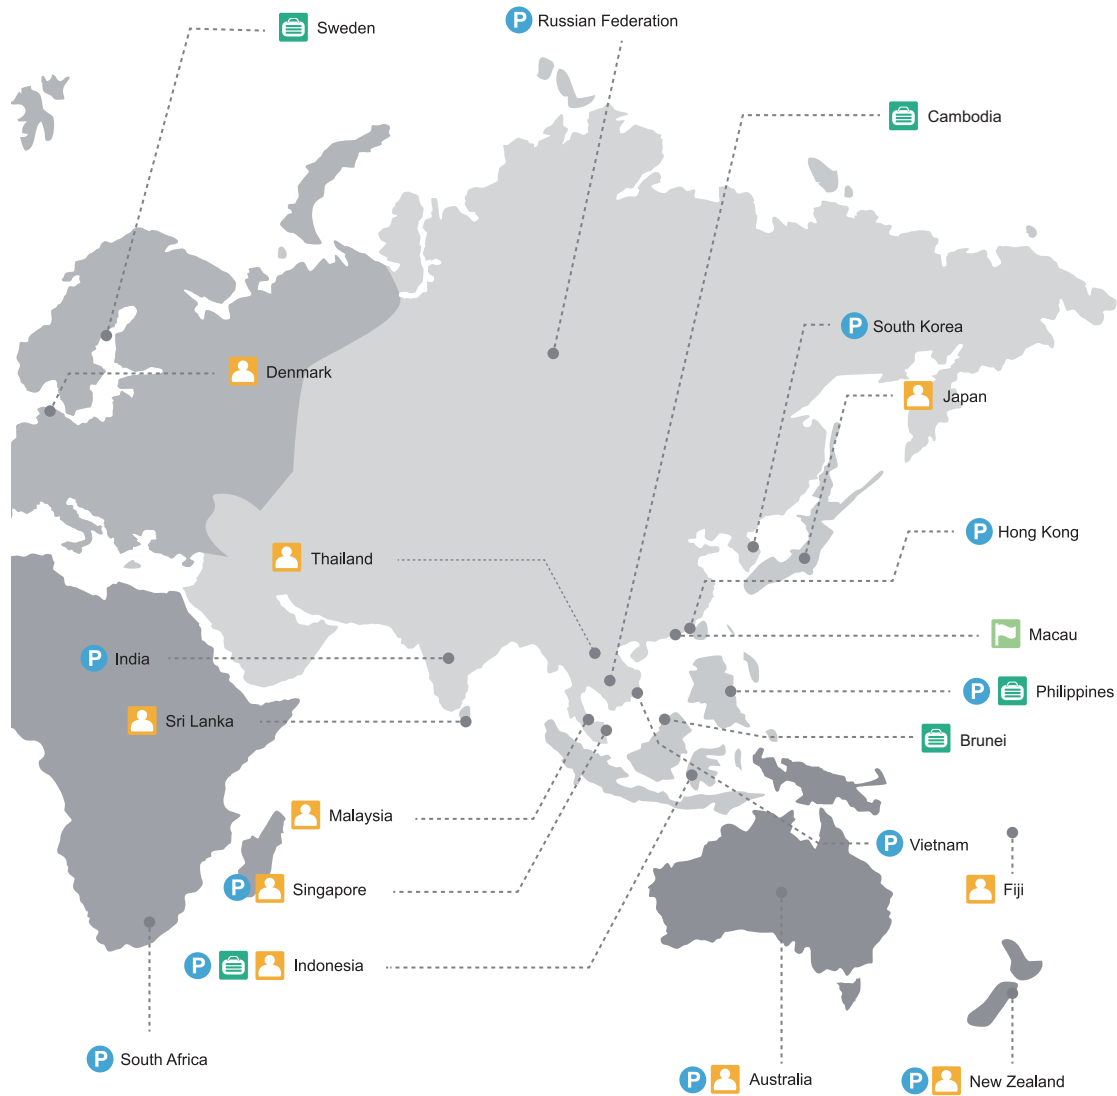 Sweden
P Russian Federation
Cambodia
P South Korea
Denmark
Japan
P Hong Kong
Thailand
Macau
P India
P Philippines
Sri Lanka
Brunei
Malaysia
P Vietnam
P Singapore
Fiji
P Indonesia
P South Africa
P Australia
P New Zealand